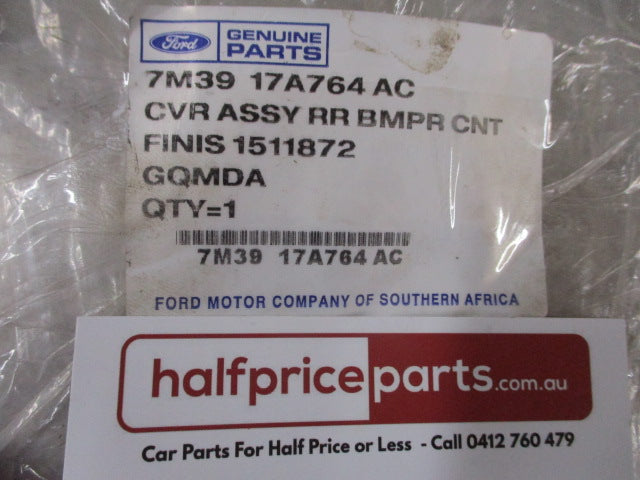 Ford GENUINE PARTS
7M39 17A764 AC
CVR ASSY RR BMPR CNT
FINIS 1511872
GQMDA
QTY=1
7M39 17A764 AC
FORD MOTOR COMPANY OF SOUTHERN AFRICA
halfpriceparts.com.au
Car Parts For Half Price or Less - Call 0412 760 479